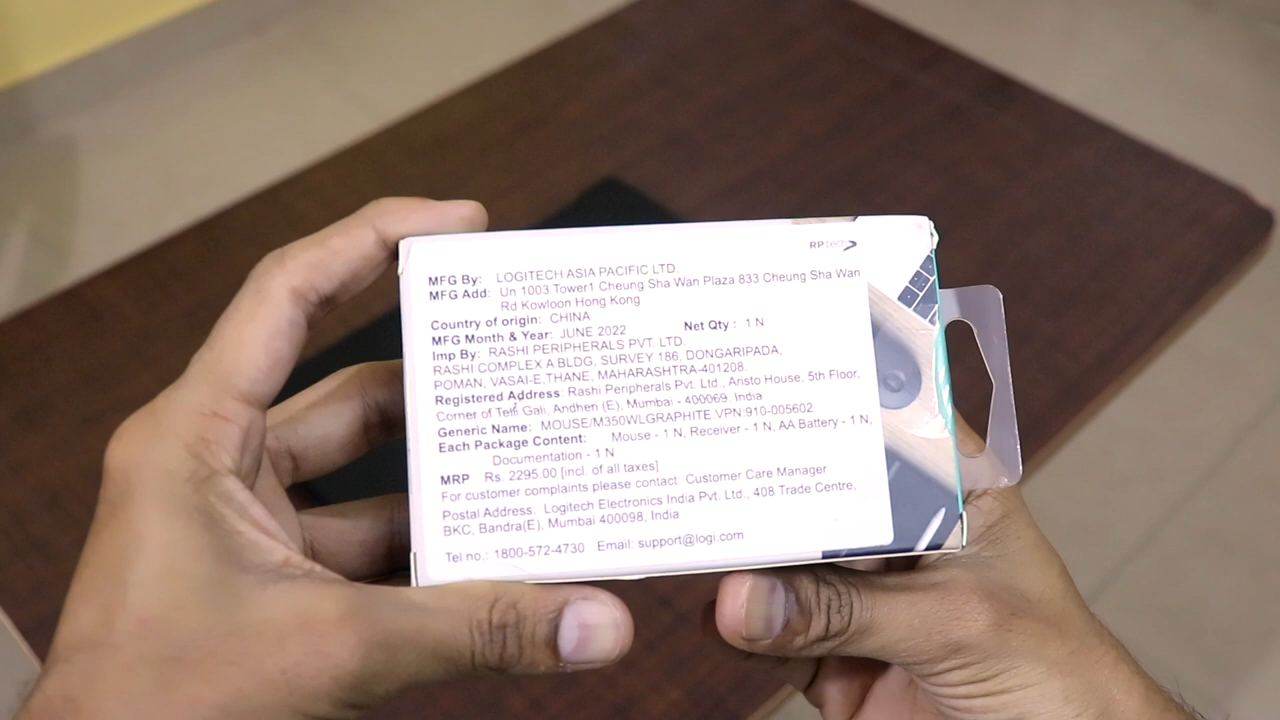 RPtech
MFG By: LOGITECH ASIA PACIFIC LTD.
MFG Add: Un 1003 Tower1 Cheung Sha Wan Plaza 833 Cheung Sha Wan
Rd Kowloon Hong Kong
Country of origin: CHINA
MFG Month & Year: JUNE 2022 Net Qty : 1 N
Imp By: RASHI PERIPHERALS PVT. LTD.
RASHI COMPLEX A BLDG, SURVEY 186, DONGARIPADA,
POMAN, VASAI-E,THANE, MAHARASHTRA-401208.
Registered Address: Rashi Peripherals Pvt. Ltd., Aristo House, 5th Floor,
Corner of Telli Gali, Andheri (E), Mumbai - 400069, India
Generic Name: MOUSE/M350WLGRAPHITE VPN:910-005602
Each Package Content: Mouse - 1 N, Receiver - 1 N, AA Battery - 1 N,
Documentation - 1 N
MRP Rs. 2295.00 [incl. of all taxes]
For customer complaints please contact: Customer Care Manager
Postal Address: Logitech Electronics India Pvt. Ltd., 408 Trade Centre,
BKC, Bandra(E), Mumbai 400098, India
Tel no.: 1800-572-4730 Email: support@logi.com